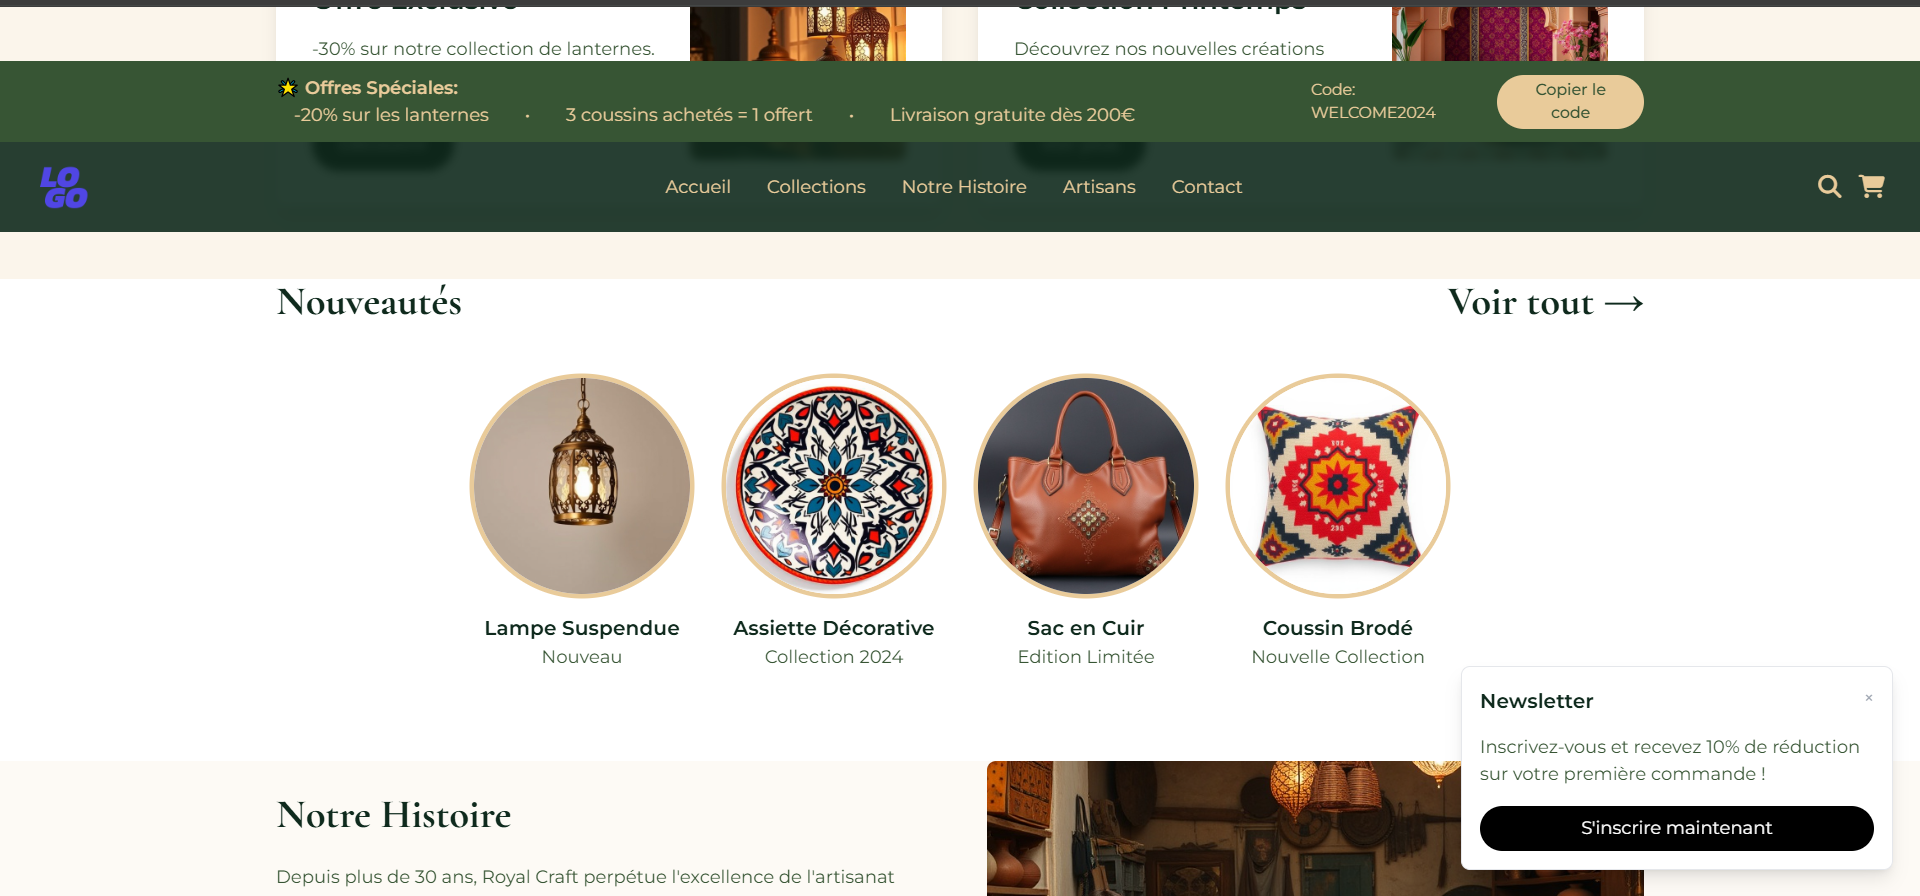 Offre Exclusive
Collection Printemps
-30% sur notre collection de lanternes.
Découvrez nos nouvelles créations
Offres Spéciales:
-20% sur les lanternes • 3 coussins achetés = 1 offert • Livraison gratuite dès 200€
Code:
WELCOME2024
Copier le
code
LO
GO
Accueil Collections Notre Histoire Artisans Contact
Nouveautés
Voir tout →
Lampe Suspendue
Nouveau
Assiette Décorative
Collection 2024
Sac en Cuir
Edition Limitée
Coussin Brodé
Nouvelle Collection
Newsletter ×
Inscrivez-vous et recevez 10% de réduction
sur votre première commande !
S'inscrire maintenant
Notre Histoire
Depuis plus de 30 ans, Royal Craft perpétue l'excellence de l'artisanat